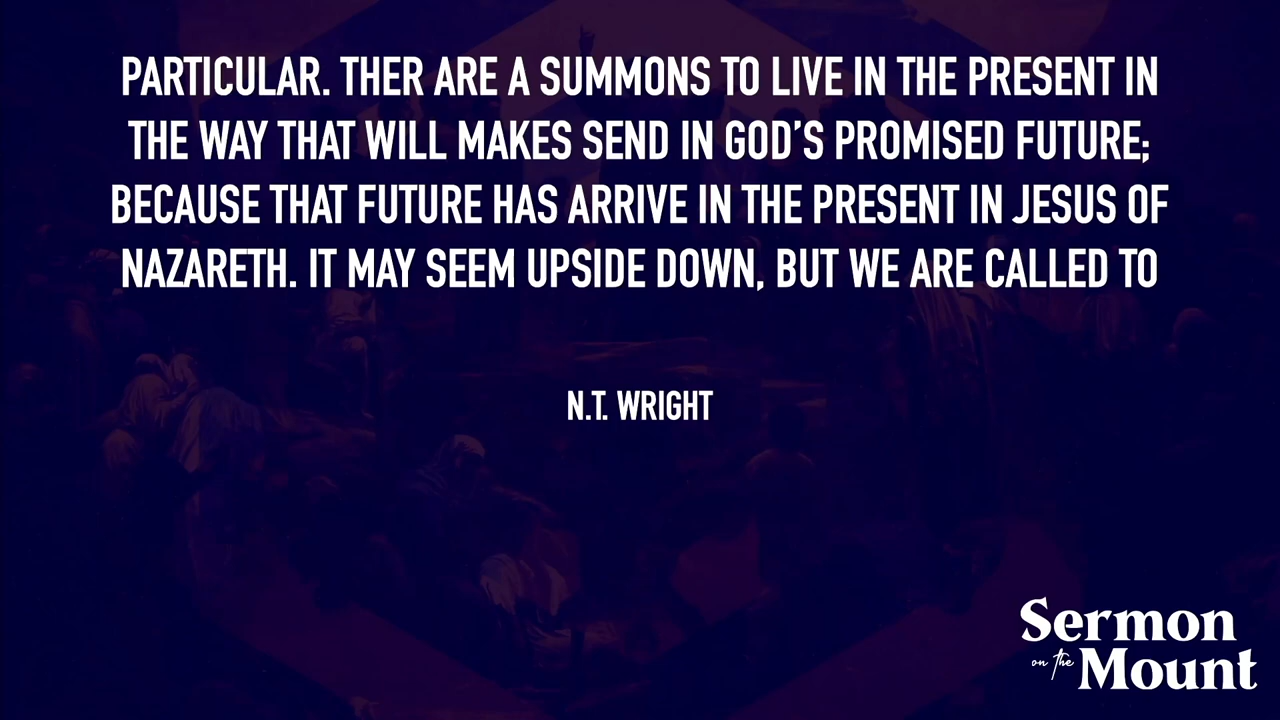 PARTICULAR. THER ARE A SUMMONS TO LIVE IN THE PRESENT IN
THE WAY THAT WILL MAKES SEND IN GOD'S PROMISED FUTURE;
BECAUSE THAT FUTURE HAS ARRIVE IN THE PRESENT IN JESUS OF
NAZARETH. IT MAY SEEM UPSIDE DOWN, BUT WE ARE CALLED TO
N.T. WRIGHT
Sermon
on the Mount